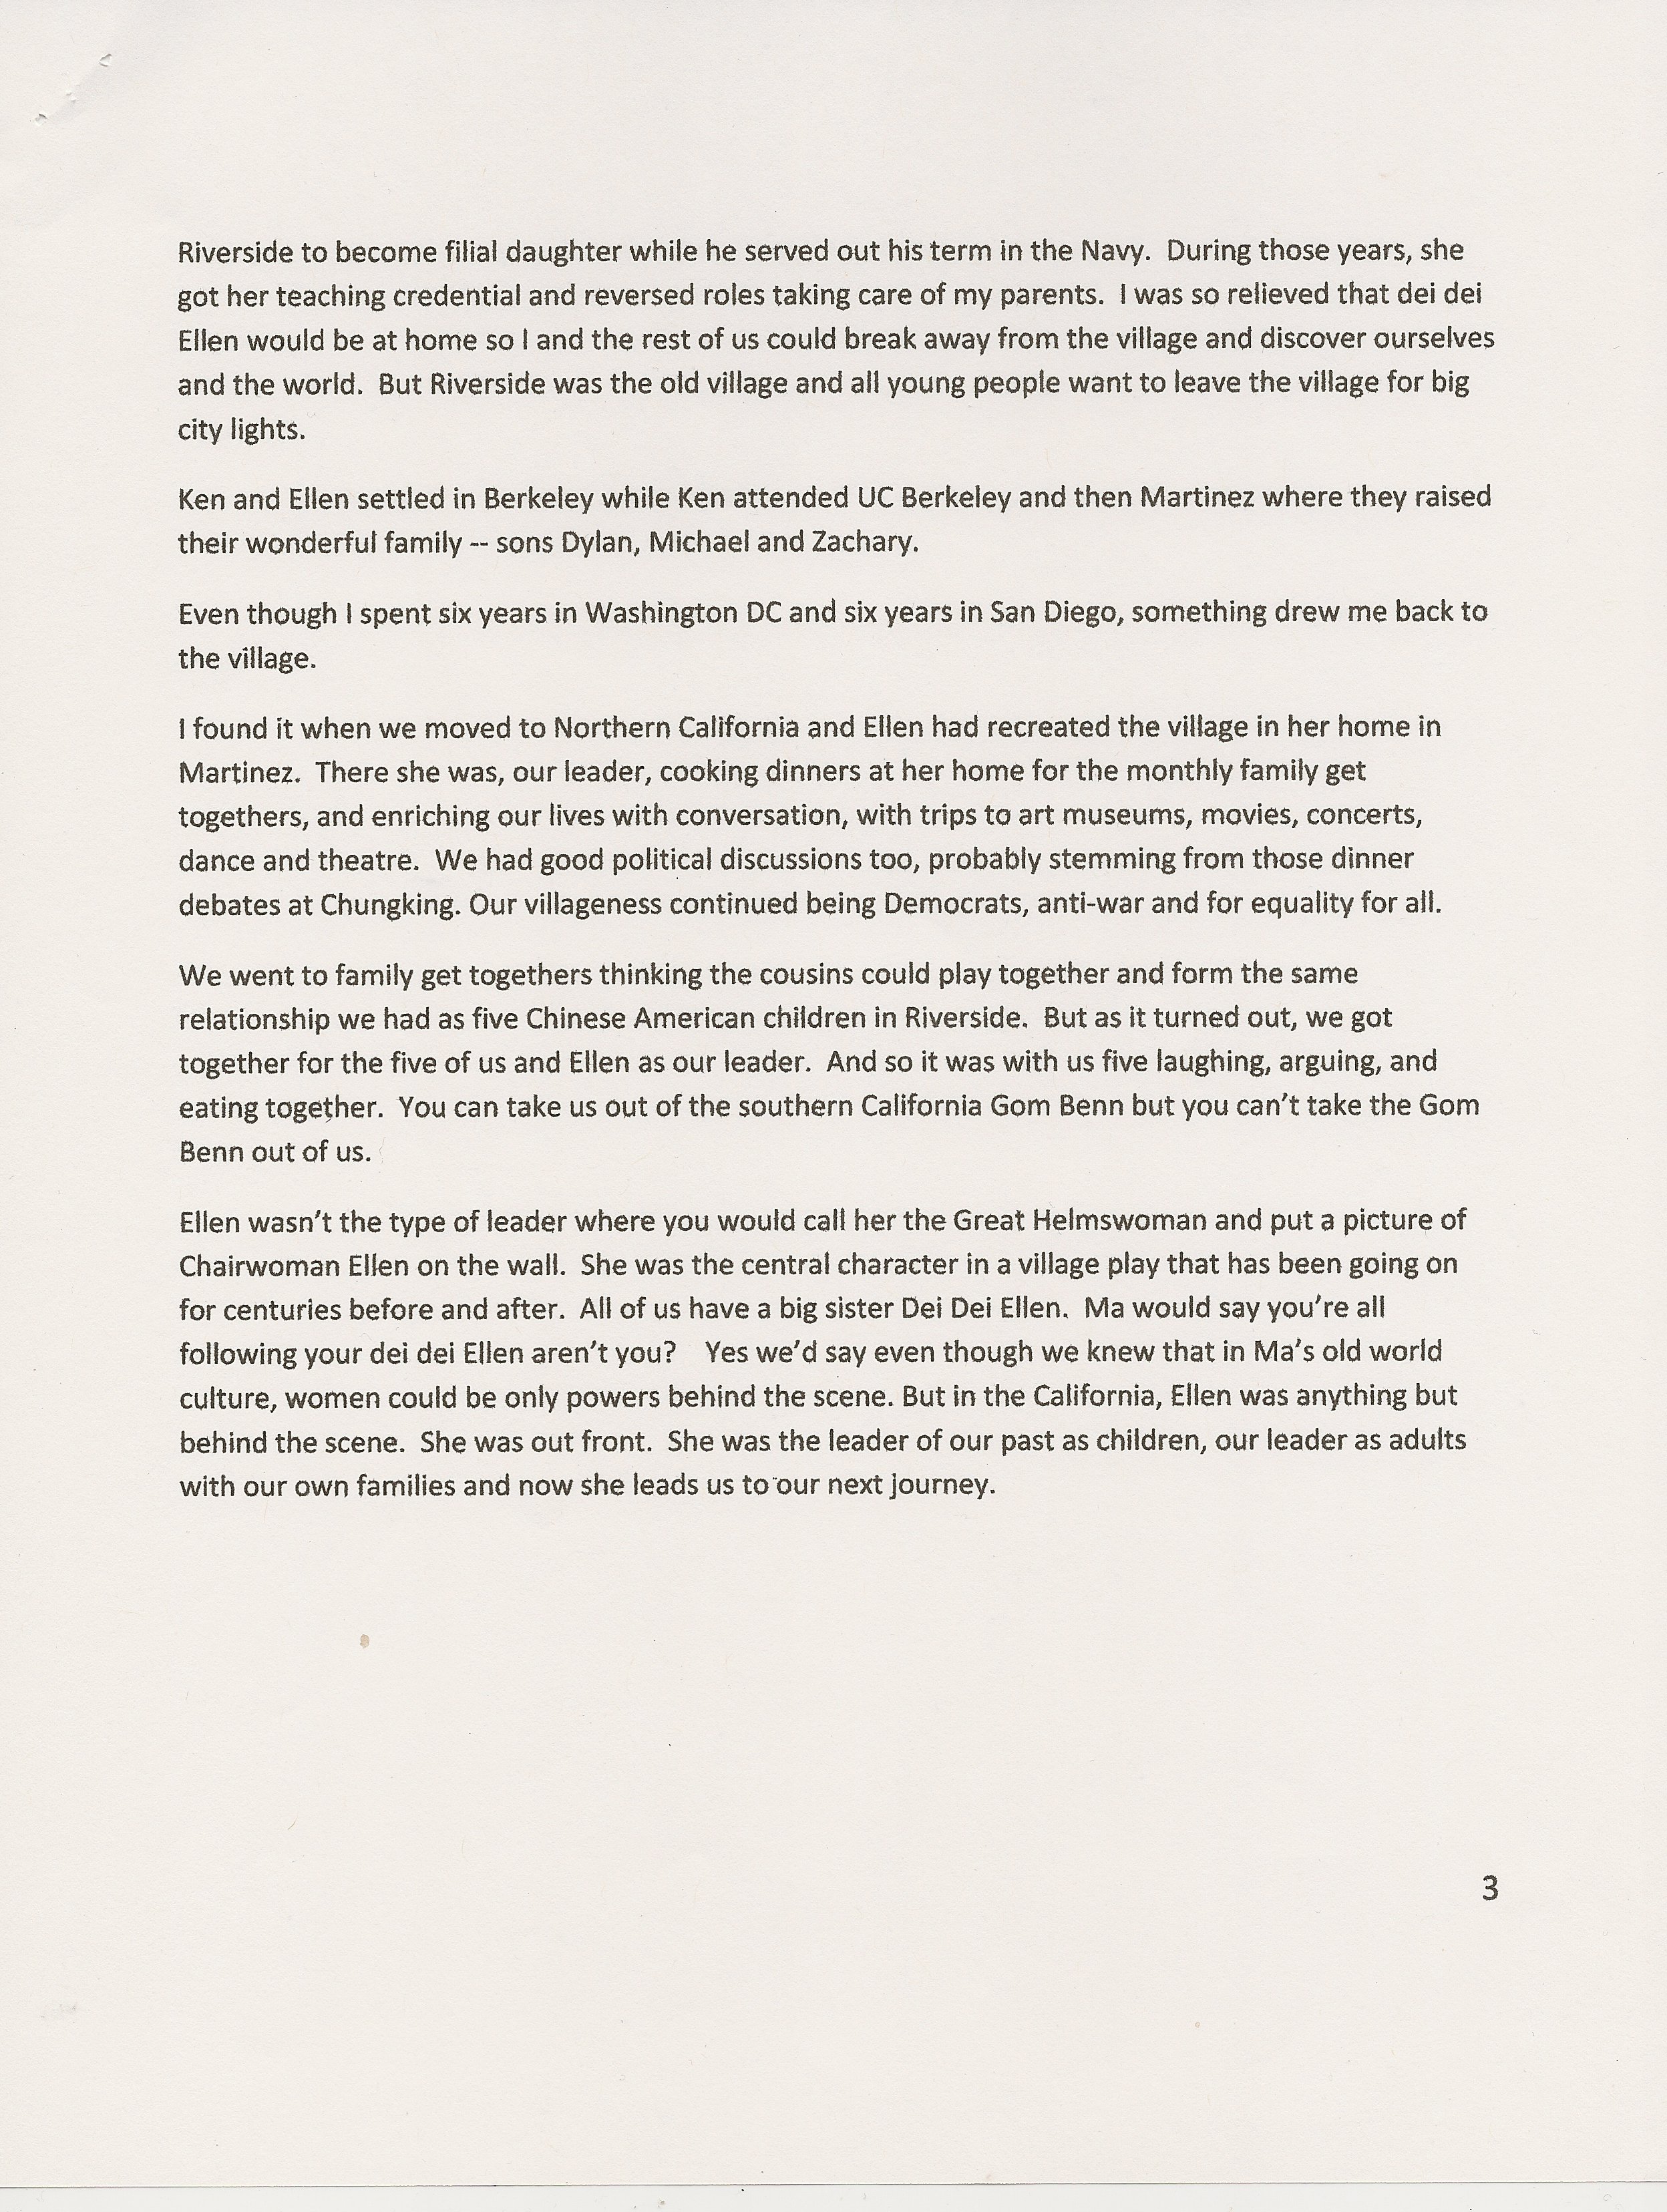 Riverside to become filial daughter while he served out his term in the Navy.  During those years, she
got her teaching credential and reversed roles taking care of my parents.  I was so relieved that dei dei
Ellen would be at home so I and the rest of us could break away from the village and discover ourselves
and the world.  But Riverside was the old village and all young people want to leave the village for big
city lights.
Ken and Ellen settled in Berkeley while Ken attended UC Berkeley and then Martinez where they raised
their wonderful family -- sons Dylan, Michael and Zachary.
Even though I spent six years in Washington DC and six years in San Diego, something drew me back to
the village.
I found it when we moved to Northern California and Ellen had recreated the village in her home in
Martinez.  There she was, our leader, cooking dinners at her home for the monthly family get
togethers, and enriching our lives with conversation, with trips to art museums, movies, concerts,
dance and theatre.  We had good political discussions too, probably stemming from those dinner
debates at Chungking. Our villageness continued being Democrats, anti-war and for equality for all.
We went to family get togethers thinking the cousins could play together and form the same
relationship we had as five Chinese American children in Riverside.  But as it turned out, we got
together for the five of us and Ellen as our leader.  And so it was with us five laughing, arguing, and
eating together.  You can take us out of the southern California Gom Benn but you can't take the Gom
Benn out of us.
Ellen wasn't the type of leader where you would call her the Great Helmswoman and put a picture of
Chairwoman Ellen on the wall.  She was the central character in a village play that has been going on
for centuries before and after.  All of us have a big sister Dei Dei Ellen.  Ma would say you're all
following your dei dei Ellen aren't you?    Yes we'd say even though we knew that in Ma's old world
culture, women could be only powers behind the scene. But in the California, Ellen was anything but
behind the scene.  She was out front.  She was the leader of our past as children, our leader as adults
with our own families and now she leads us to our next journey.
3